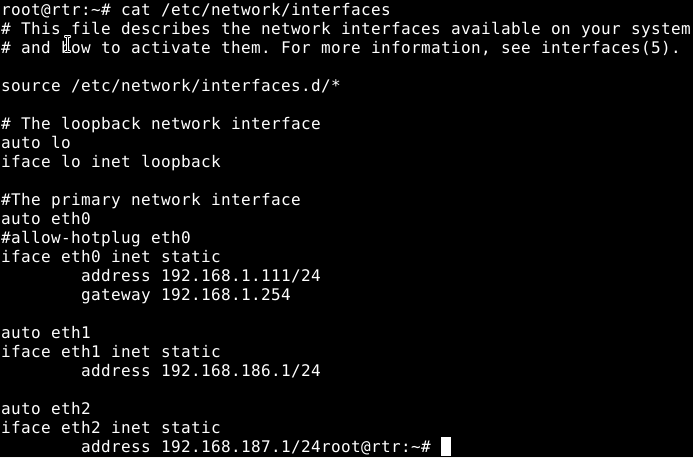 root@rtr:~# cat /etc/network/interfaces
# This file describes the network interfaces available on your system
# and how to activate them. For more information, see interfaces(5).
source /etc/network/interfaces.d/*
# The loopback network interface
auto lo
iface lo inet loopback
#The primary network interface
auto eth0
#allow-hotplug eth0
iface eth0 inet static
        address 192.168.1.111/24
        gateway 192.168.1.254
auto eth1
iface eth1 inet static
        address 192.168.186.1/24
auto eth2
iface eth2 inet static
        address 192.168.187.1/24root@rtr:~#